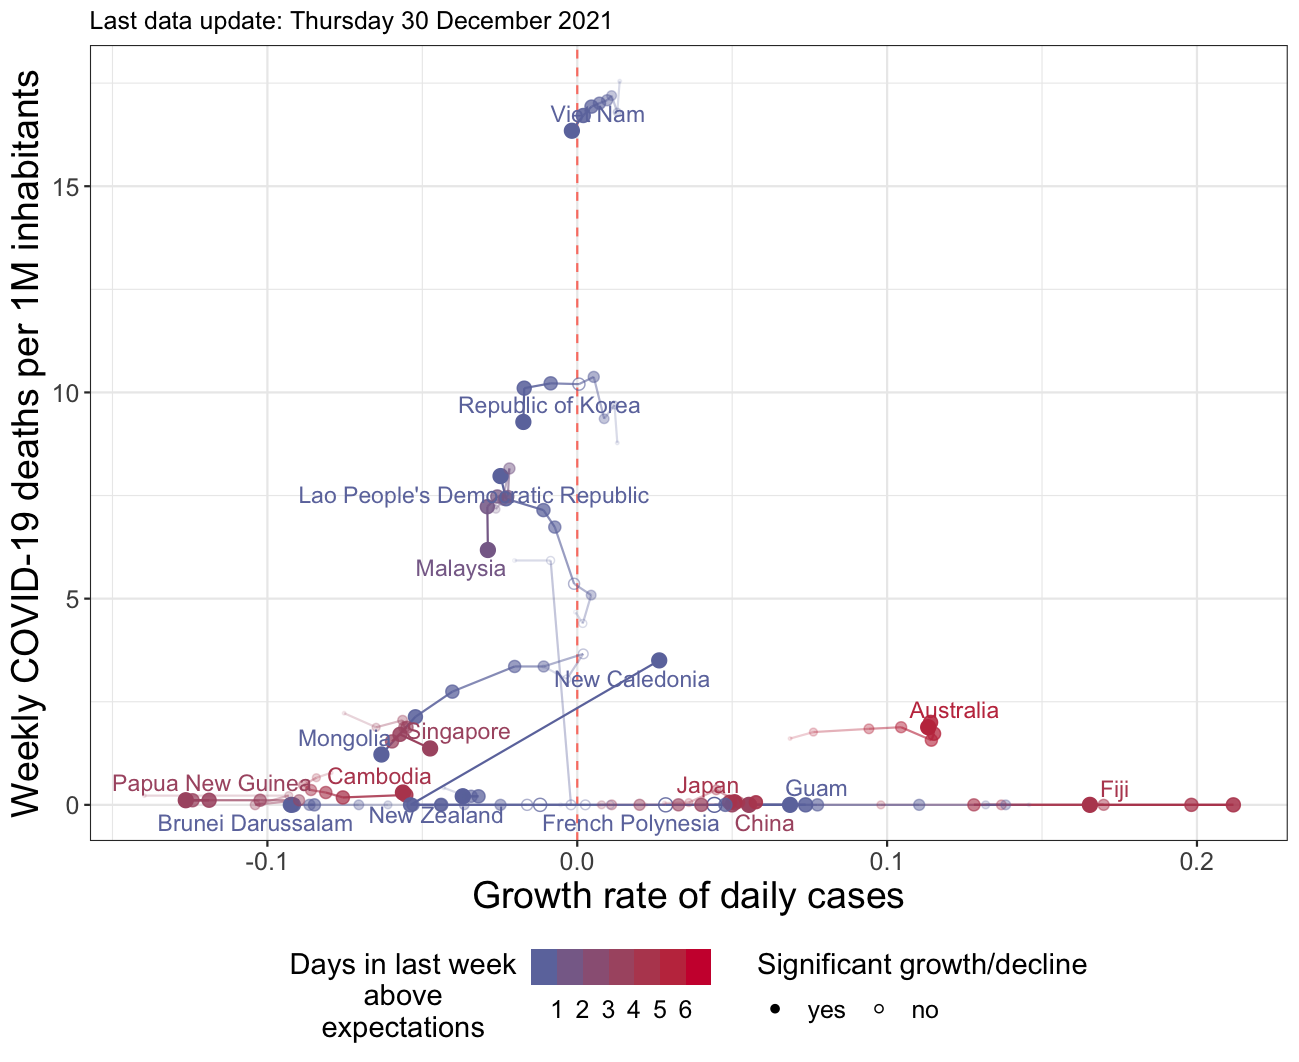 Last data update: Thursday 30 December 2021
Weekly COVID-19 deaths per 1M inhabitants
15
10
5
0
Viet Nam
Republic of Korea
Lao People's Democratic Republic
Malaysia
New Caledonia
Australia
Mongolia
Singapore
Papua New Guinea
Cambodia
Japan
Guam
Fiji
Brunei Darussalam
New Zealand
French Polynesia
China
-0.1
0.0
0.1
0.2
Growth rate of daily cases
Days in last week
above
expectations
1 2 3 4 5 6
Significant growth/decline
yes
no